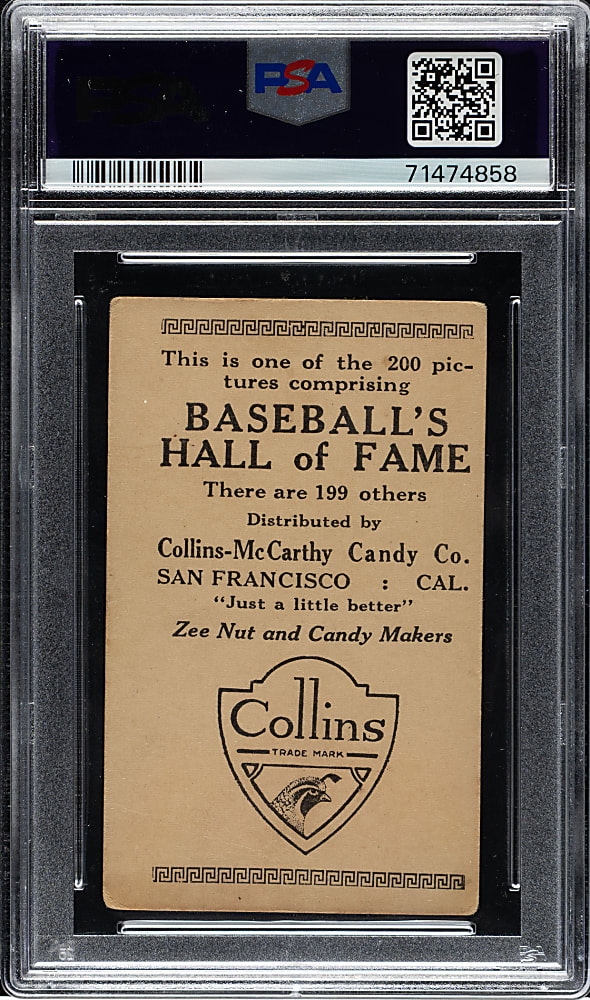 PSA
71474858
This is one of the 200 pic-
tures comprising
BASEBALL'S
HALL of FAME
There are 199 others
Distributed by
Collins-McCarthy Candy Co.
SAN FRANCISCO : CAL.
"Just a little better"
Zee Nut and Candy Makers
Collins
TRADE MARK